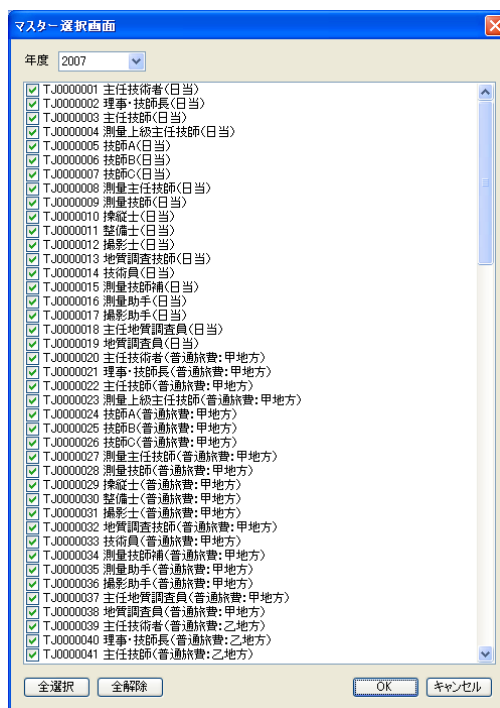 マスター選択画面
年度 2007
TJ0000001 主任技術者(日当)
TJ0000002 理事・技師長(日当)
TJ0000003 主任技師(日当)
TJ0000004 測量上級主任技師(日当)
TJ0000005 技師A(日当)
TJ0000006 技師B(日当)
TJ0000007 技師C(日当)
TJ0000008 測量主任技師(日当)
TJ0000009 測量技師(日当)
TJ0000010 操縦士(日当)
TJ0000011 整備士(日当)
TJ0000012 撮影士(日当)
TJ0000013 地質調査技師(日当)
TJ0000014 技術員(日当)
TJ0000015 測量技師補(日当)
TJ0000016 測量助手(日当)
TJ0000017 撮影助手(日当)
TJ0000018 主任地質調査員(日当)
TJ0000019 地質調査員(日当)
TJ0000020 主任技術者(普通旅費:甲地方)
TJ0000021 理事・技師長(普通旅費:甲地方)
TJ0000022 主任技師(普通旅費:甲地方)
TJ0000023 測量上級主任技師(普通旅費:甲地方)
TJ0000024 技師A(普通旅費:甲地方)
TJ0000025 技師B(普通旅費:甲地方)
TJ0000026 技師C(普通旅費:甲地方)
TJ0000027 測量主任技師(普通旅費:甲地方)
TJ0000028 測量技師(普通旅費:甲地方)
TJ0000029 操縦士(普通旅費:甲地方)
TJ0000030 整備士(普通旅費:甲地方)
TJ0000031 撮影士(普通旅費:甲地方)
TJ0000032 地質調査技師(普通旅費:甲地方)
TJ0000033 技術員(普通旅費:甲地方)
TJ0000034 測量技師補(普通旅費:甲地方)
TJ0000035 測量助手(普通旅費:甲地方)
TJ0000036 撮影助手(普通旅費:甲地方)
TJ0000037 主任地質調査員(普通旅費:甲地方)
TJ0000038 地質調査員(普通旅費:甲地方)
TJ0000039 主任技術者(普通旅費:乙地方)
TJ0000040 理事・技師長(普通旅費:乙地方)
TJ0000041 主任技師(普通旅費:乙地方)
全選択 全解除 OK キャンセル